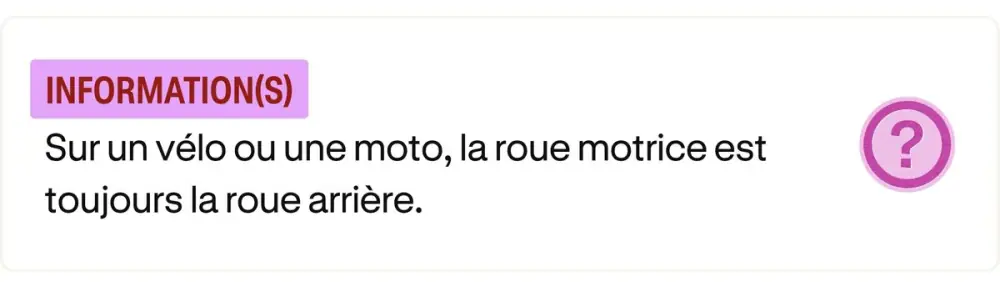 INFORMATION(S)
Sur un vélo ou une moto, la roue motrice est
toujours la roue arrière.
?